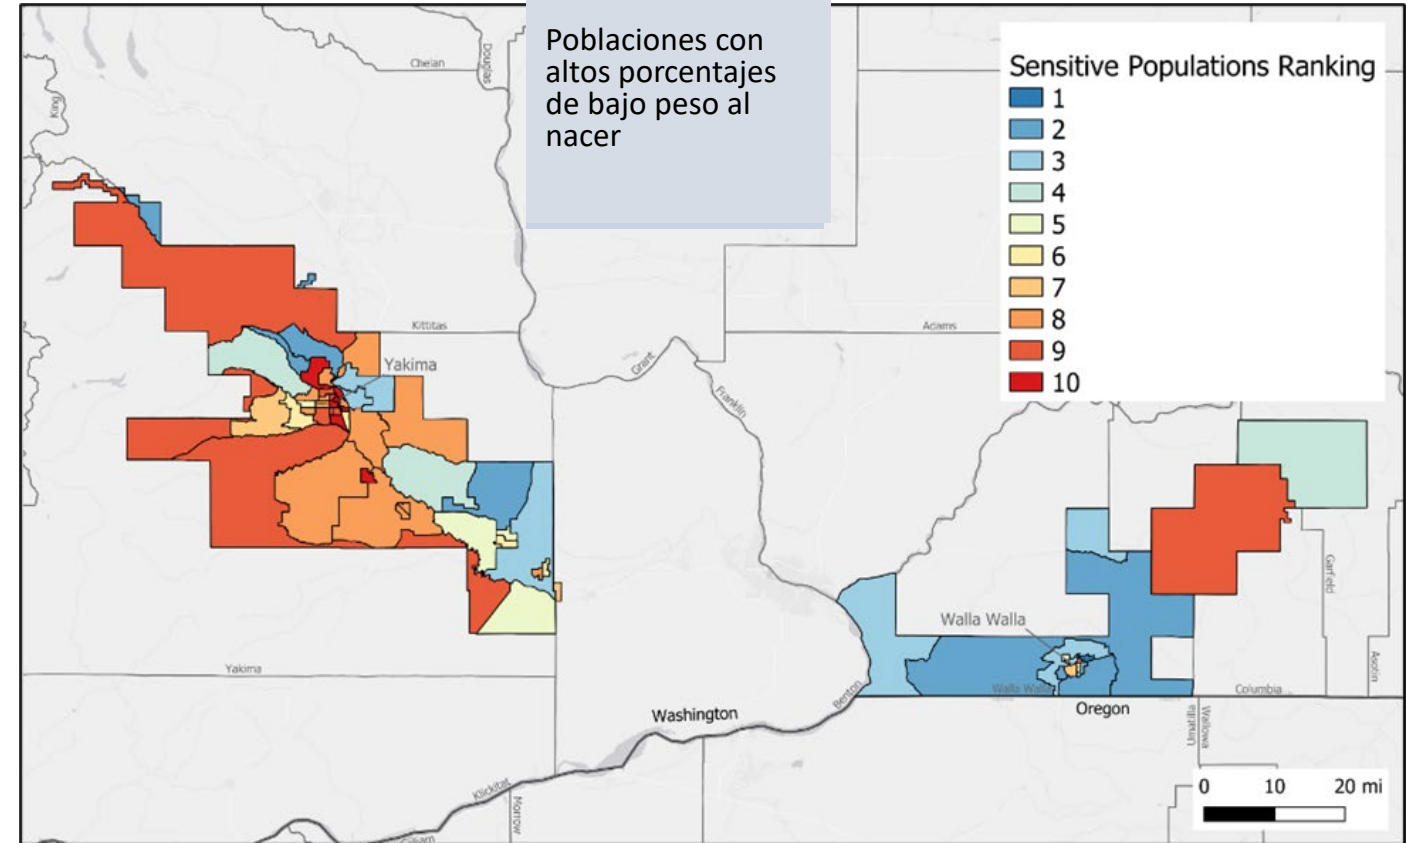 Poblaciones con
altos porcentajes
de bajo peso al
nacer
Sensitive Populations Ranking
1
2
3
4
5
6
7
8
9
10
Chelan
Douglas
King
Kittitas
Adams
Yakima
Grant
Franklin
Garfield
Walla Walla
Asotin
Yakima
Benton
Walla Walla
Columbia
Washington
Oregon
Umatilla
Wallowa
Klickitat
Morrow
Gilliam
0 10 20 mi